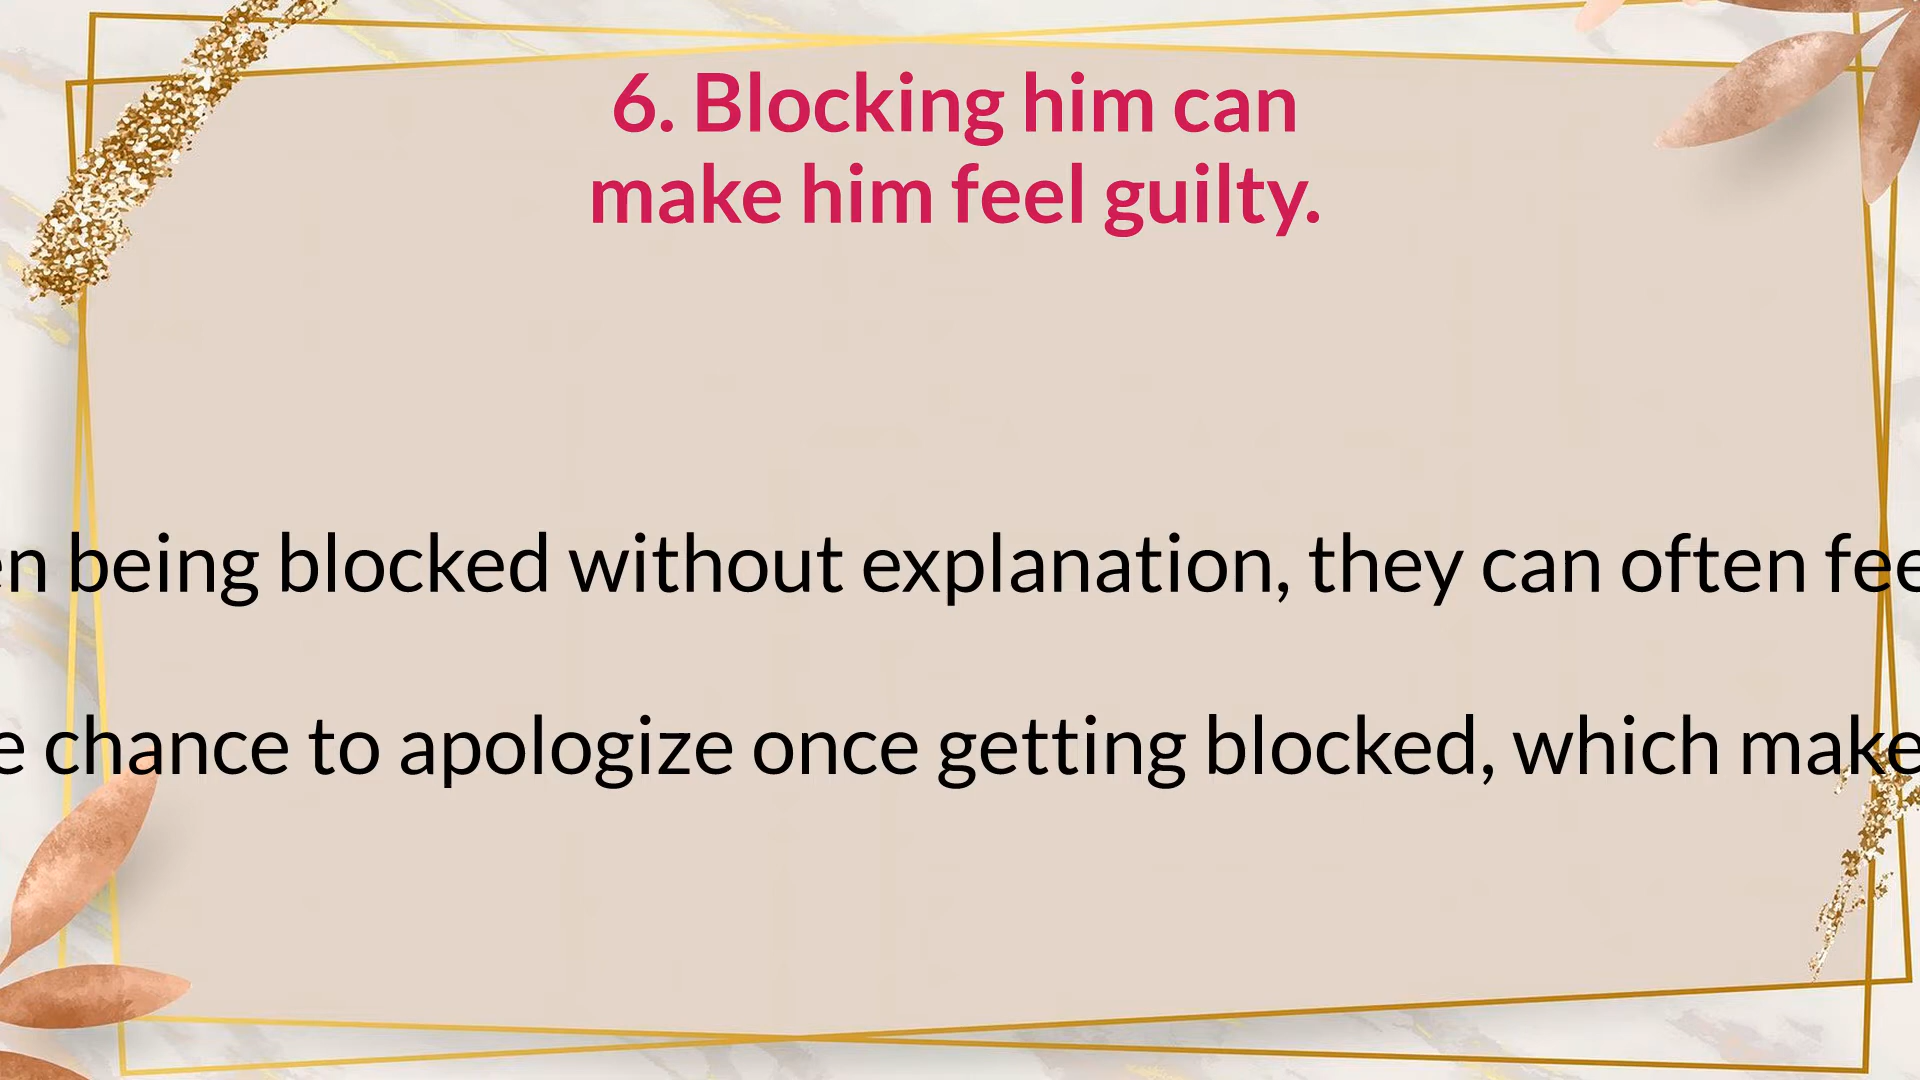 6. Blocking him can
make him feel guilty.
being blocked without explanation, they can often
chance to apologize once getting blocked, which make